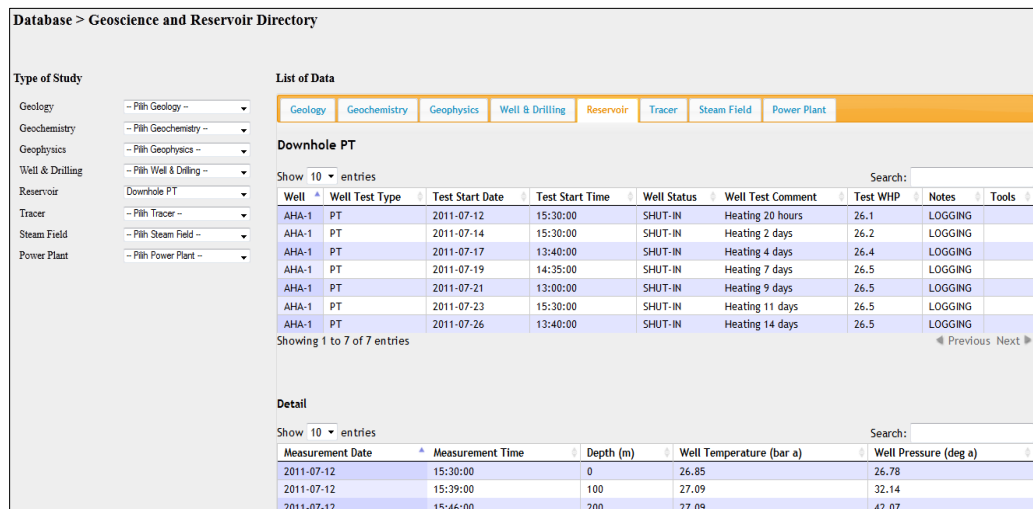 Database > Geoscience and Reservoir Directory
Type of Study
Geology -- Pilih Geology --
Geochemistry -- Pilih Geochemistry --
Geophysics -- Pilih Geophysics --
Well & Drilling -- Pilih Well & Drilling --
Reservoir Downhole PT
Tracer -- Pilih Tracer --
Steam Field -- Pilih Steam Field --
Power Plant -- Pilih Power Plant --
List of Data
Geology Geochemistry Geophysics Well & Drilling Reservoir Tracer Steam Field Power Plant
Downhole PT
Show 10 entries Search:
Well Well Test Type Test Start Date Test Start Time Well Status Well Test Comment Test WHP Notes Tools
AHA-1 PT 2011-07-12 15:30:00 SHUT-IN Heating 20 hours 26.1 LOGGING
AHA-1 PT 2011-07-14 15:30:00 SHUT-IN Heating 2 days 26.2 LOGGING
AHA-1 PT 2011-07-17 13:40:00 SHUT-IN Heating 4 days 26.4 LOGGING
AHA-1 PT 2011-07-19 14:35:00 SHUT-IN Heating 7 days 26.5 LOGGING
AHA-1 PT 2011-07-21 13:00:00 SHUT-IN Heating 9 days 26.5 LOGGING
AHA-1 PT 2011-07-23 15:30:00 SHUT-IN Heating 11 days 26.5 LOGGING
AHA-1 PT 2011-07-26 13:40:00 SHUT-IN Heating 14 days 26.5 LOGGING
Showing 1 to 7 of 7 entries Previous Next
Detail
Show 10 entries Search:
Measurement Date Measurement Time Depth (m) Well Temperature (bar a) Well Pressure (deg a)
2011-07-12 15:30:00 0 26.85 26.78
2011-07-12 15:39:00 100 27.09 32.14
2011-07-12 15:46:00 200 27.09 42.07